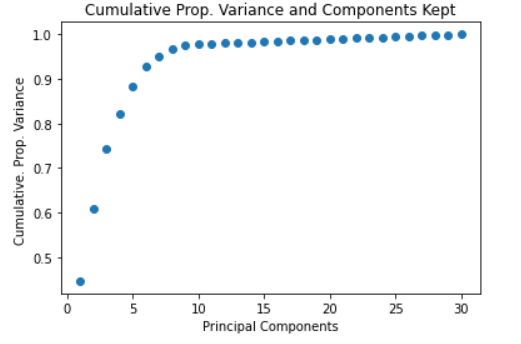 Cumulative Prop. Variance and Components Kept
1.0
0.9
0.8
0.7
0.6
0.5
Cumulative. Prop. Variance
0 5 10 15 20 25 30
Principal Components